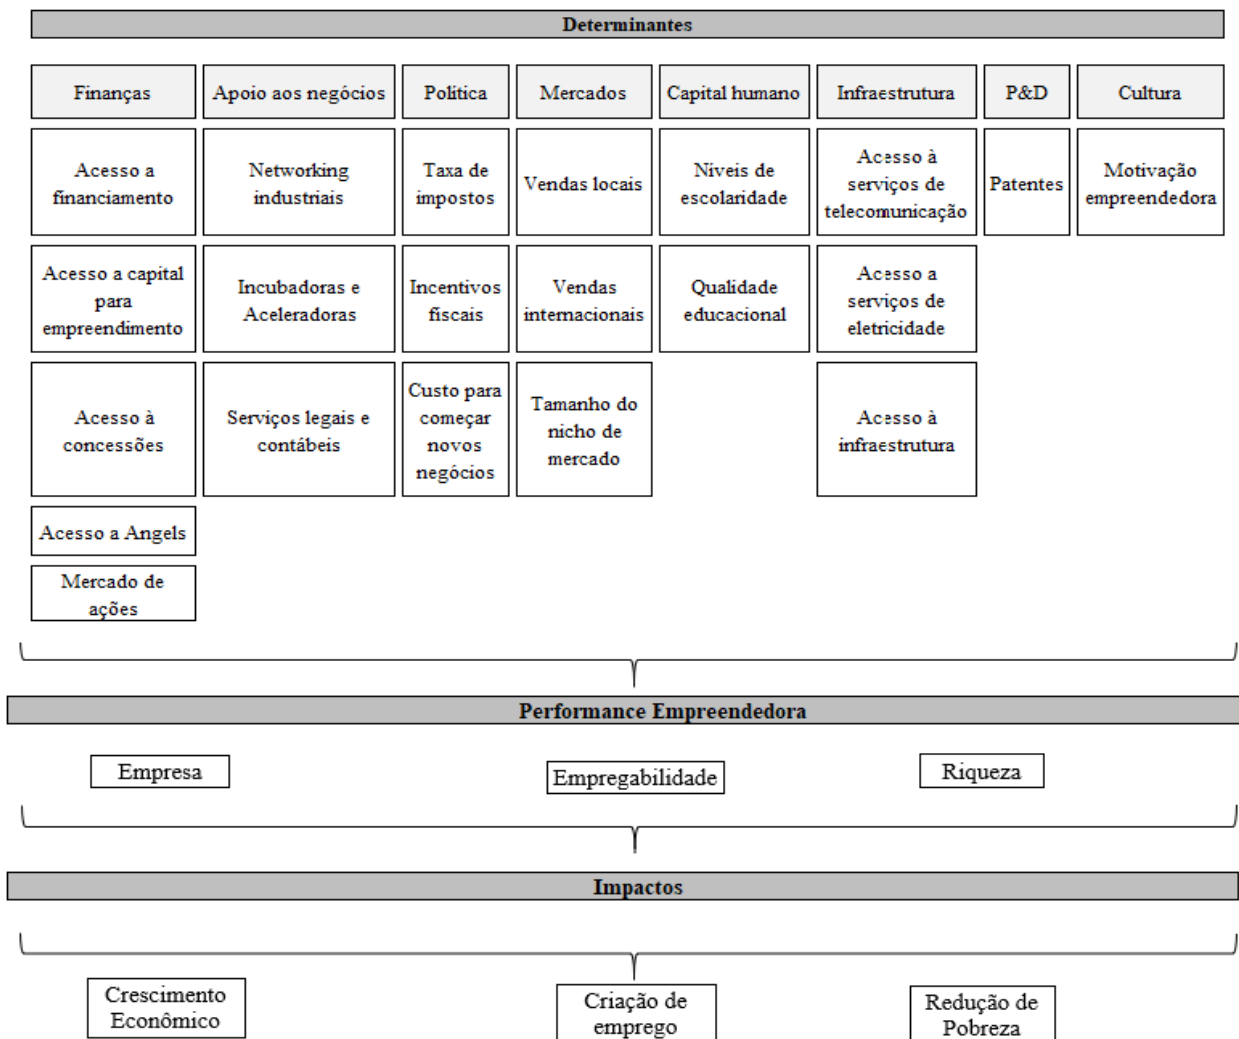 Determinantes
Finanças
Apoio aos negócios
Política
Mercados
Capital humano
Infraestrutura
P&D
Cultura
Acesso a
financiamento
Networking
industriais
Taxa de
impostos
Vendas locais
Níveis de
escolaridade
Acesso à
serviços de
telecomunicação
Patentes
Motivação
empreendedora
Acesso a capital
para
empreendimento
Incubadoras e
Aceleradoras
Incentivos
fiscais
Vendas
internacionais
Qualidade
educacional
Acesso a
serviços de
eletricidade
Acesso à
concessões
Serviços legais e
contábeis
Custo para
começar
novos
negócios
Tamanho do
nicho de
mercado
Acesso à
infraestrutura
Acesso a Angels
Mercado de
ações
Performance Empreendedora
Empresa
Empregabilidade
Riqueza
Impactos
Crescimento
Econômico
Criação de
emprego
Redução de
Pobreza